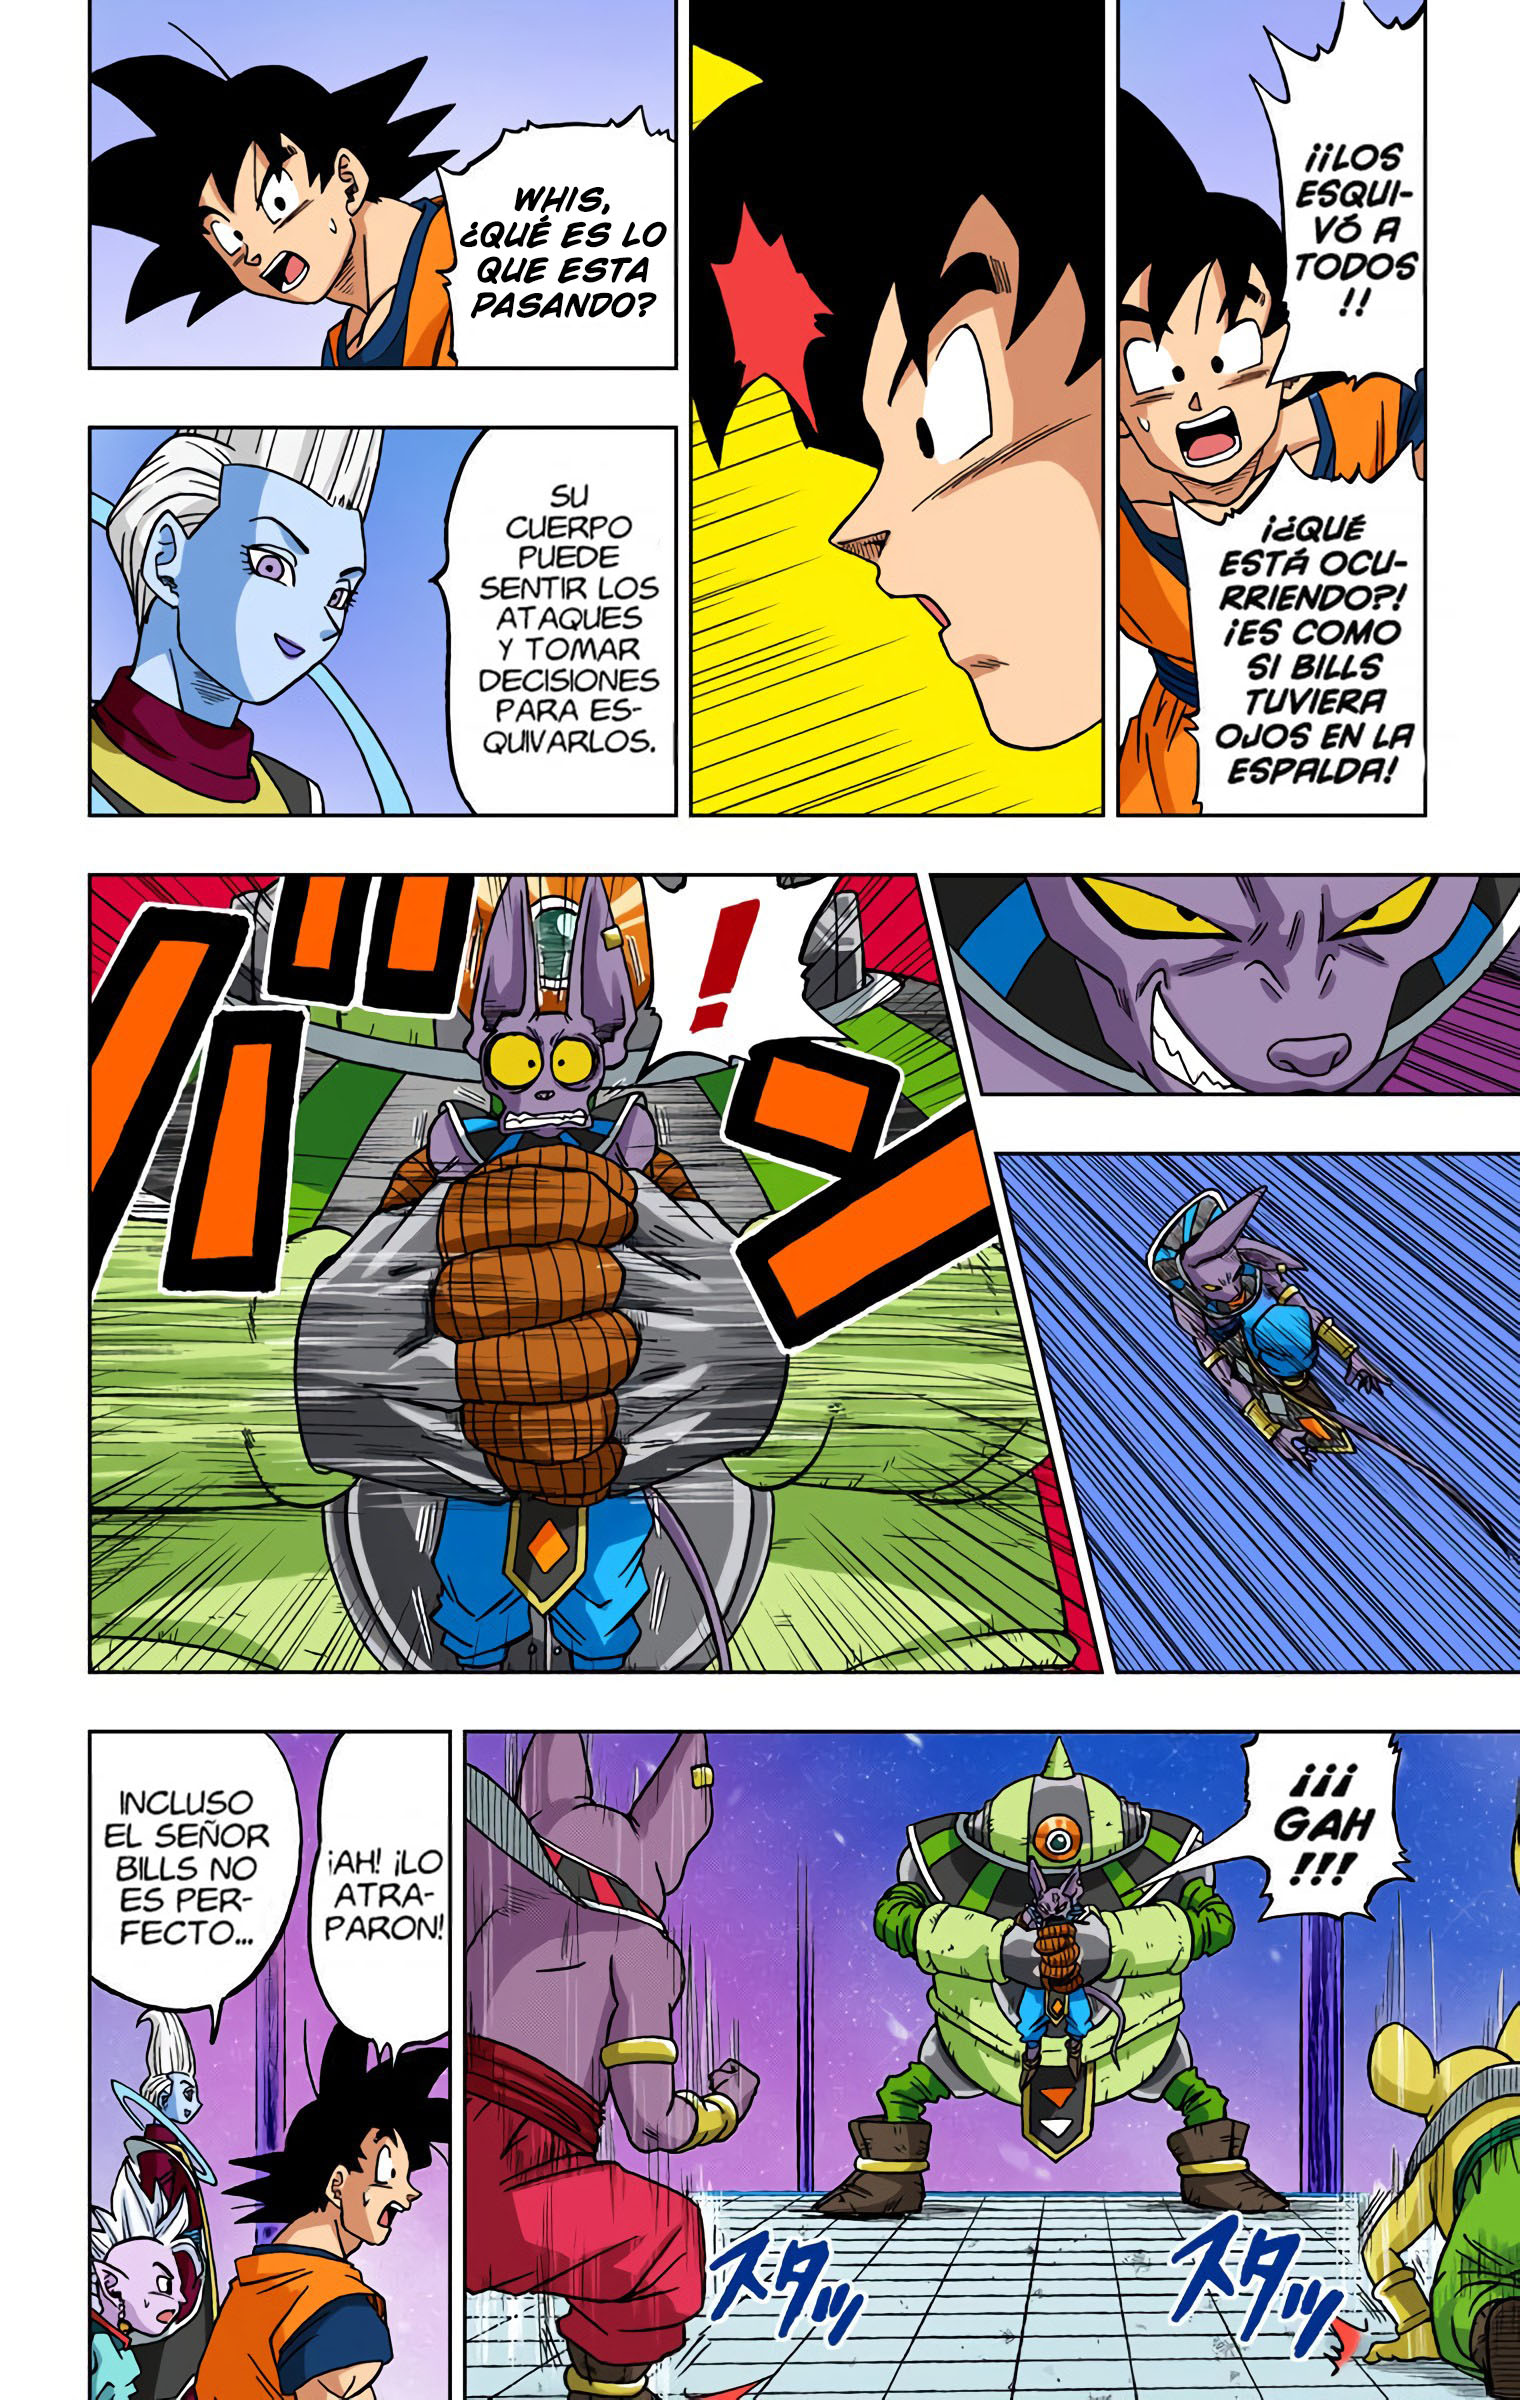 ¡¡LOS
ESQUI-
VÓ A
TODOS
!!
¡¿QUÉ
ESTÁ OCU-
RRIENDO?!
¡ES COMO
SI BILLS
TUVIERA
OJOS EN LA
ESPALDA!
WHIS,
¿QUÉ ES LO
QUE ESTA
PASANDO?
SU
CUERPO
PUEDE
SENTIR LOS
ATAQUES
Y TOMAR
DECISIONES
PARA ES-
QUIVARLOS.
!
バン
¡¡¡
GAH
!!!
スタッ
スタッ
¡AH! ¡LO
ATRA-
PARON!
INCLUSO
EL SEÑOR
BILLS NO
ES PER-
FECTO...